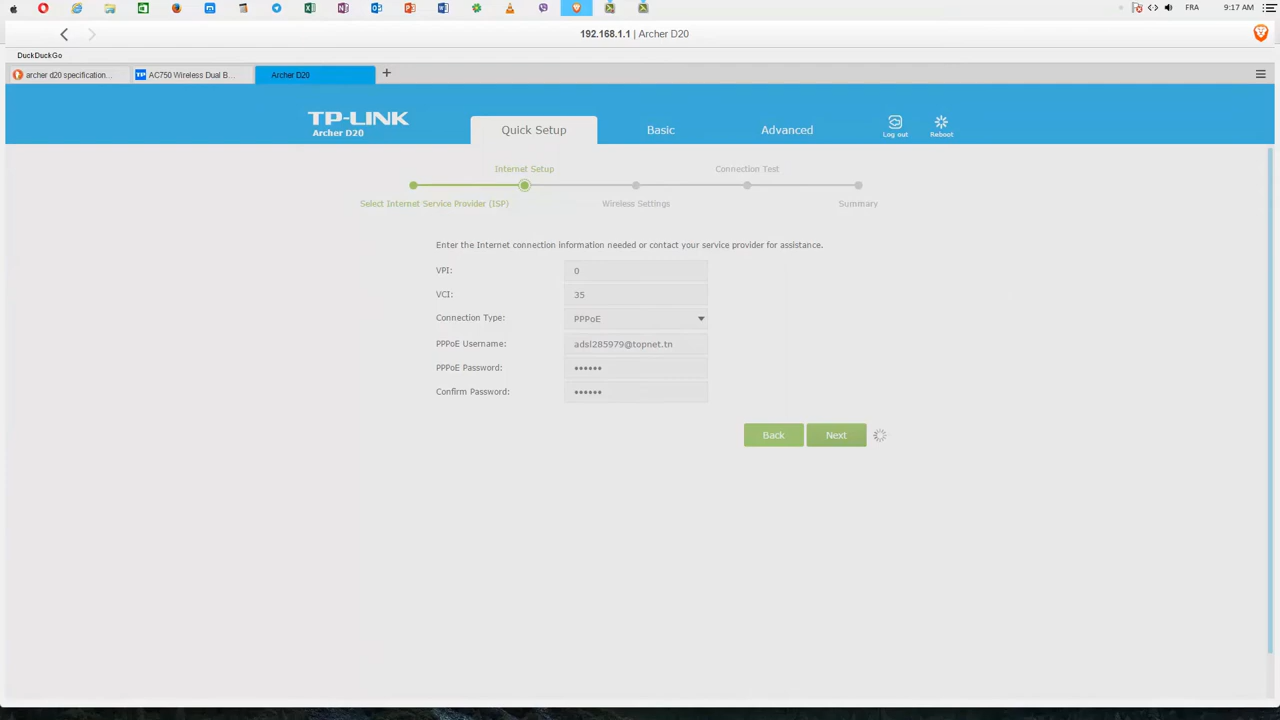 FRA
9:17 AM
192.168.1.1 | Archer D20
DuckDuckGo
archer d20 specification...
AC750 Wireless Dual B...
Archer D20
+
TP-LINK
Archer D20
Quick Setup
Basic
Advanced
Log out
Reboot
Internet Setup
Connection Test
Select Internet Service Provider (ISP)
Wireless Settings
Summary
Enter the Internet connection information needed or contact your service provider for assistance.
VPI: 0
VCI: 35
Connection Type: PPPoE
PPPoE Username: adsl285979@topnet.tn
PPPoE Password: ••••••
Confirm Password: ••••••
Back
Next